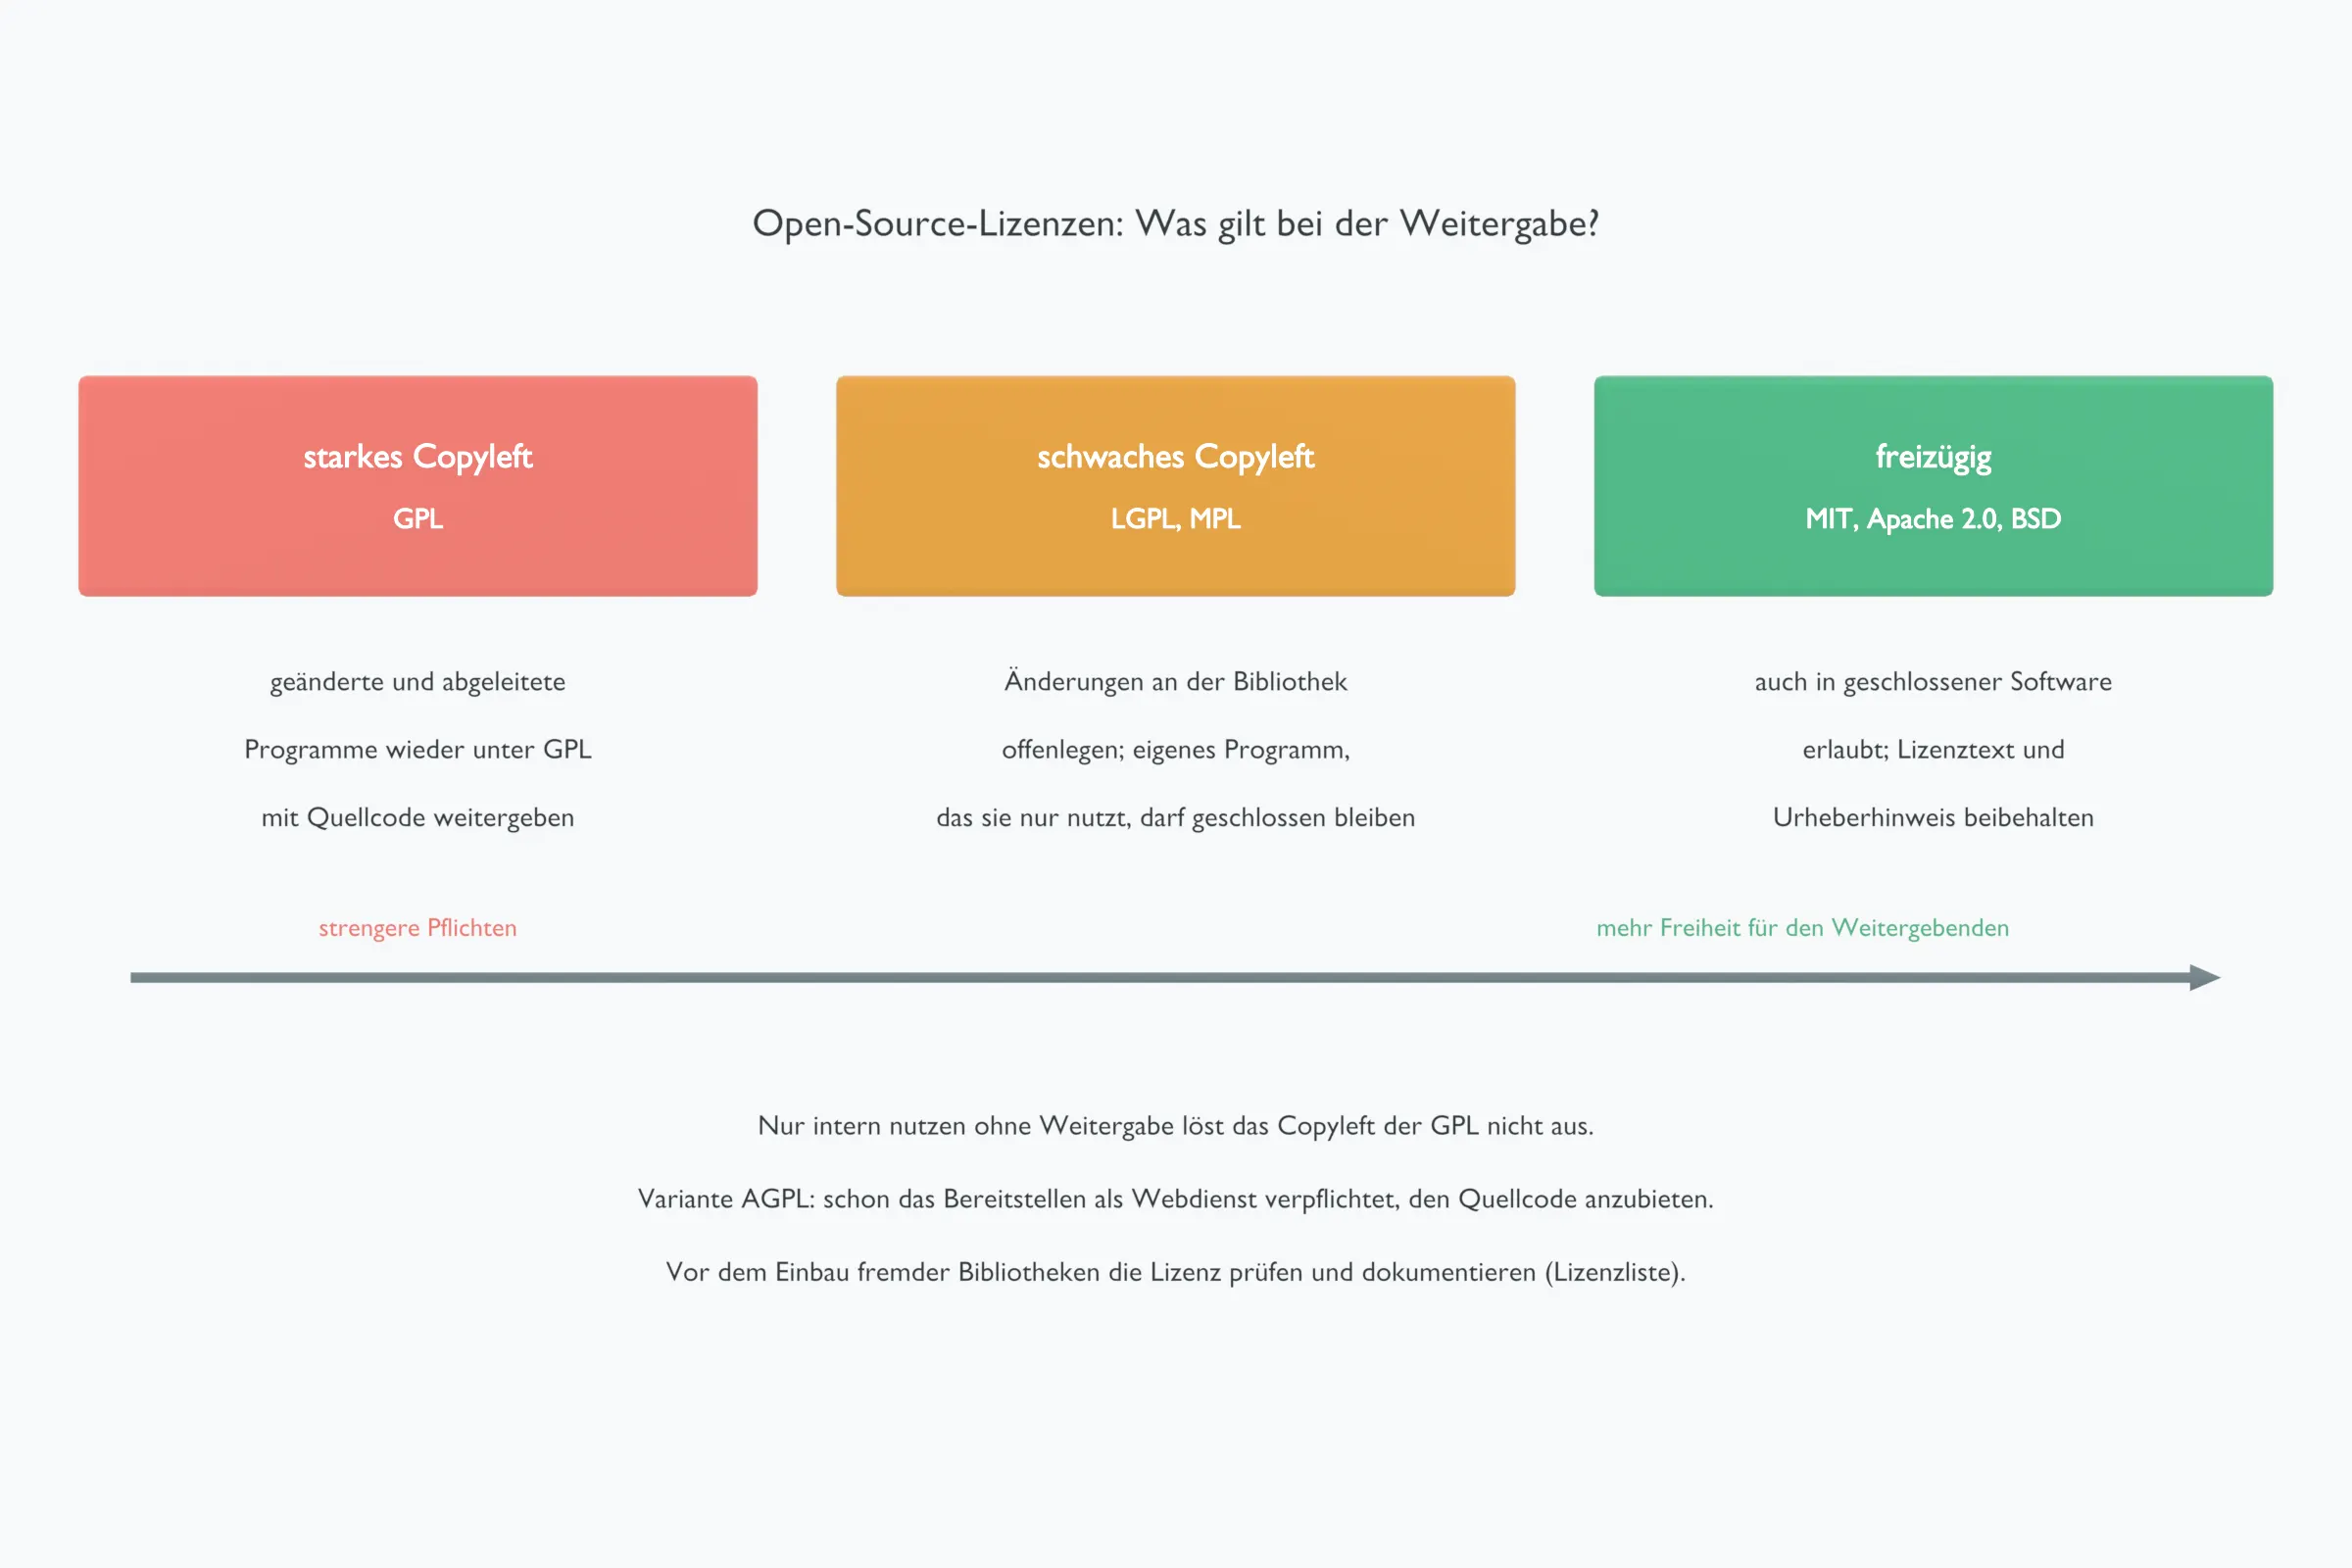 Open-Source-Lizenzen: Was gilt bei der Weitergabe?
starkes Copyleft
GPL
geänderte und abgeleitete
Programme wieder unter GPL
mit Quellcode weitergeben
schwaches Copyleft
LGPL, MPL
Änderungen an der Bibliothek
offenlegen; eigenes Programm,
das sie nur nutzt, darf geschlossen bleiben
freizügig
MIT, Apache 2.0, BSD
auch in geschlossener Software
erlaubt; Lizenztext und
Urheberhinweis beibehalten
strengere Pflichten
mehr Freiheit für den Weitergebenden
Nur intern nutzen ohne Weitergabe löst das Copyleft der GPL nicht aus.
Variante AGPL: schon das Bereitstellen als Webdienst verpflichtet, den Quellcode anzubieten.
Vor dem Einbau fremder Bibliotheken die Lizenz prüfen und dokumentieren (Lizenzliste).